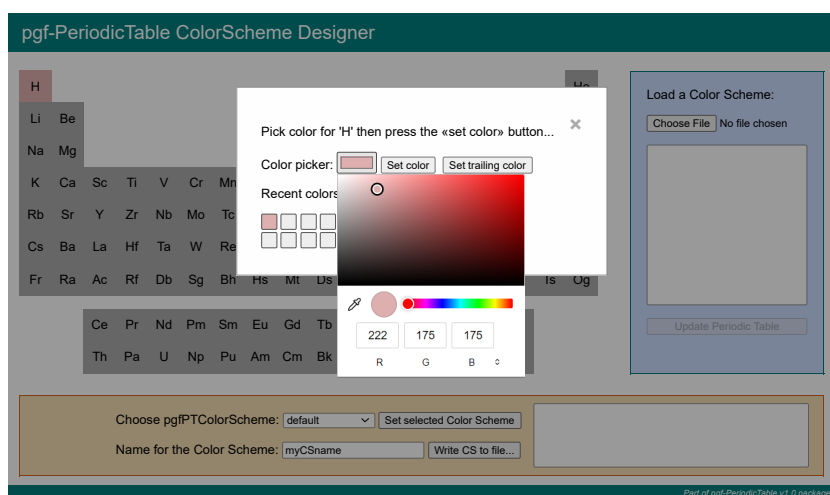 pgf-PeriodicTable ColorScheme Designer
H He
Li Be
Na Mg
K Ca Sc Ti V Cr Mn
Rb Sr Y Zr Nb Mo Tc
Cs Ba La Hf Ta W Re
Fr Ra Ac Rf Db Sg Bh Hs Mt Ds Ts Og
Ce Pr Nd Pm Sm Eu Gd Tb
Th Pa U Np Pu Am Cm Bk
Pick color for 'H' then press the «set color» button... ×
Color picker: Set color Set trailing color
Recent colors
222 175 175
R G B
Load a Color Scheme:
Choose File No file chosen
Update Periodic Table
Choose pgfPTColorScheme: default Set selected Color Scheme
Name for the Color Scheme: myCSname Write CS to file...
Part of pgf-PeriodicTable v1.0 package